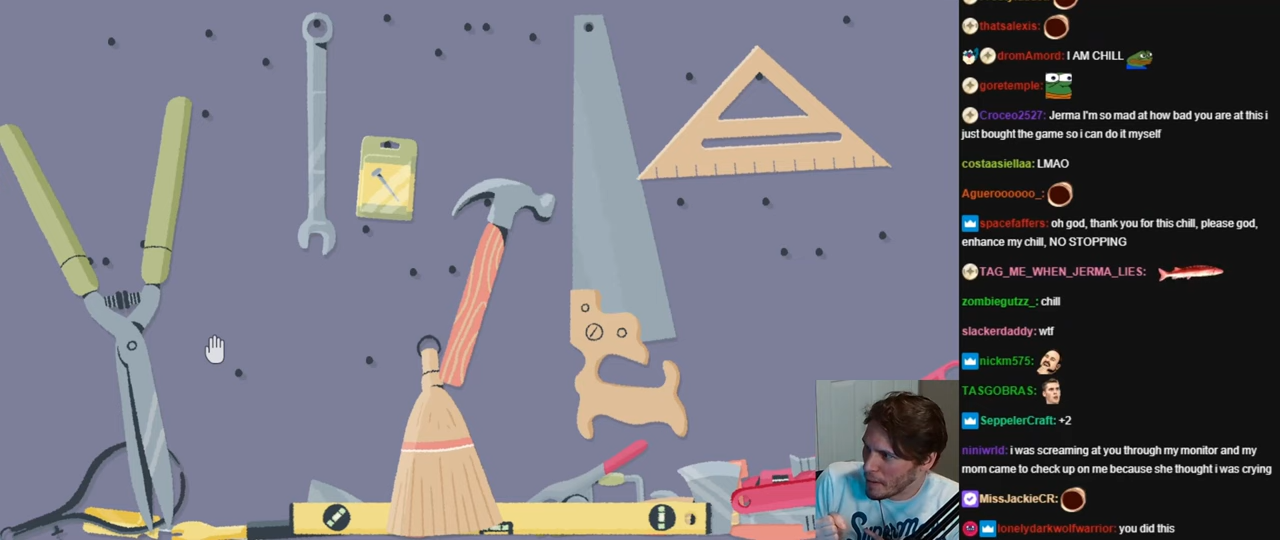 thatsalexis:
dromAmord: I AM CHILL
goretemple:
Croceo2527: Jerma I'm so mad at how bad you are at this i
just bought the game so i can do it myself
costaasiellaa: LMAO
Agueroooooo_:
spacefaffers: oh god, thank you for this chill, please god,
enhance my chill, NO STOPPING
TAG_ME_WHEN_JERMA_LIES:
zombiegutzz_: chill
slackerdaddy: wtf
nickm575:
TASGOBRAS:
SeppelerCraft: +2
niniwrld: i was screaming at you through my monitor and my
mom came to check up on me because she thought i was crying
MissJackieCR:
lonelydarkwolfwarrior: you did this